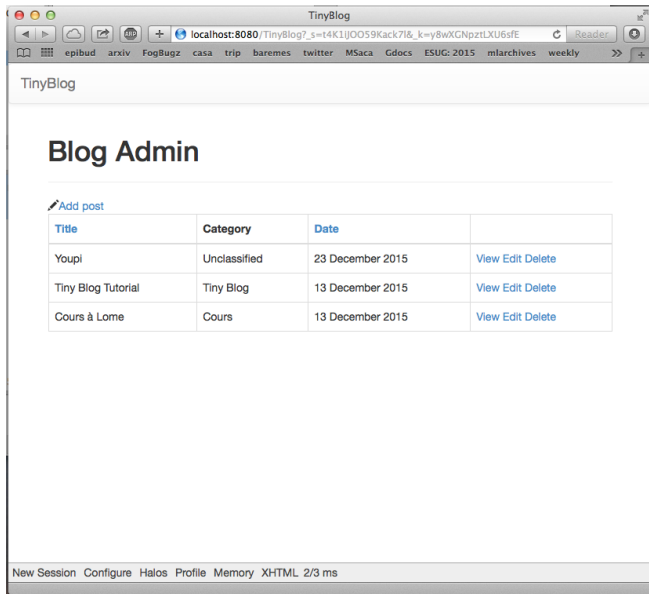 TinyBlog
ABP + localhost:8080/TinyBlog?_s=t4K1iJOO59Kack7l&_k=y8wXGNpztLXU6sfE Reader
epibud arxiv FogBugz casa trip baremes twitter MSaca Gdocs ESUG: 2015 mlarchives weekly >> +
TinyBlog
Blog Admin
Add post
Title Category Date
Youpi Unclassified 23 December 2015 View Edit Delete
Tiny Blog Tutorial Tiny Blog 13 December 2015 View Edit Delete
Cours à Lome Cours 13 December 2015 View Edit Delete
New Session Configure Halos Profile Memory XHTML 2/3 ms